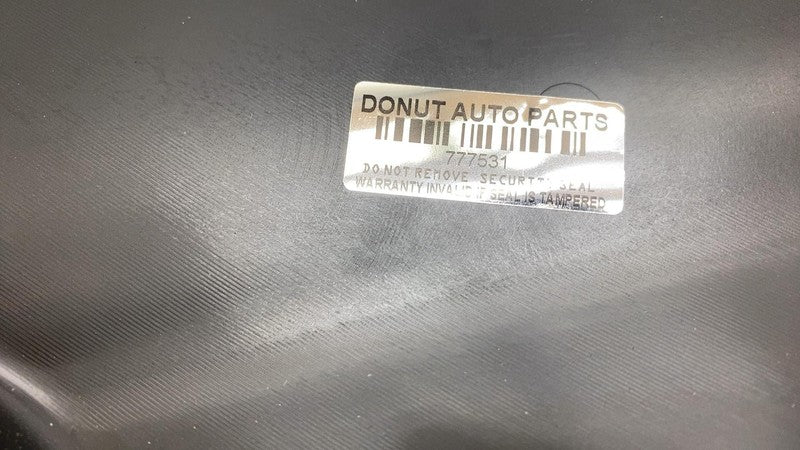 DONUT AUTO PARTS
777531
DO NOT REMOVE SECURITY SEAL
WARRANTY INVALID IF SEAL IS TAMPERED